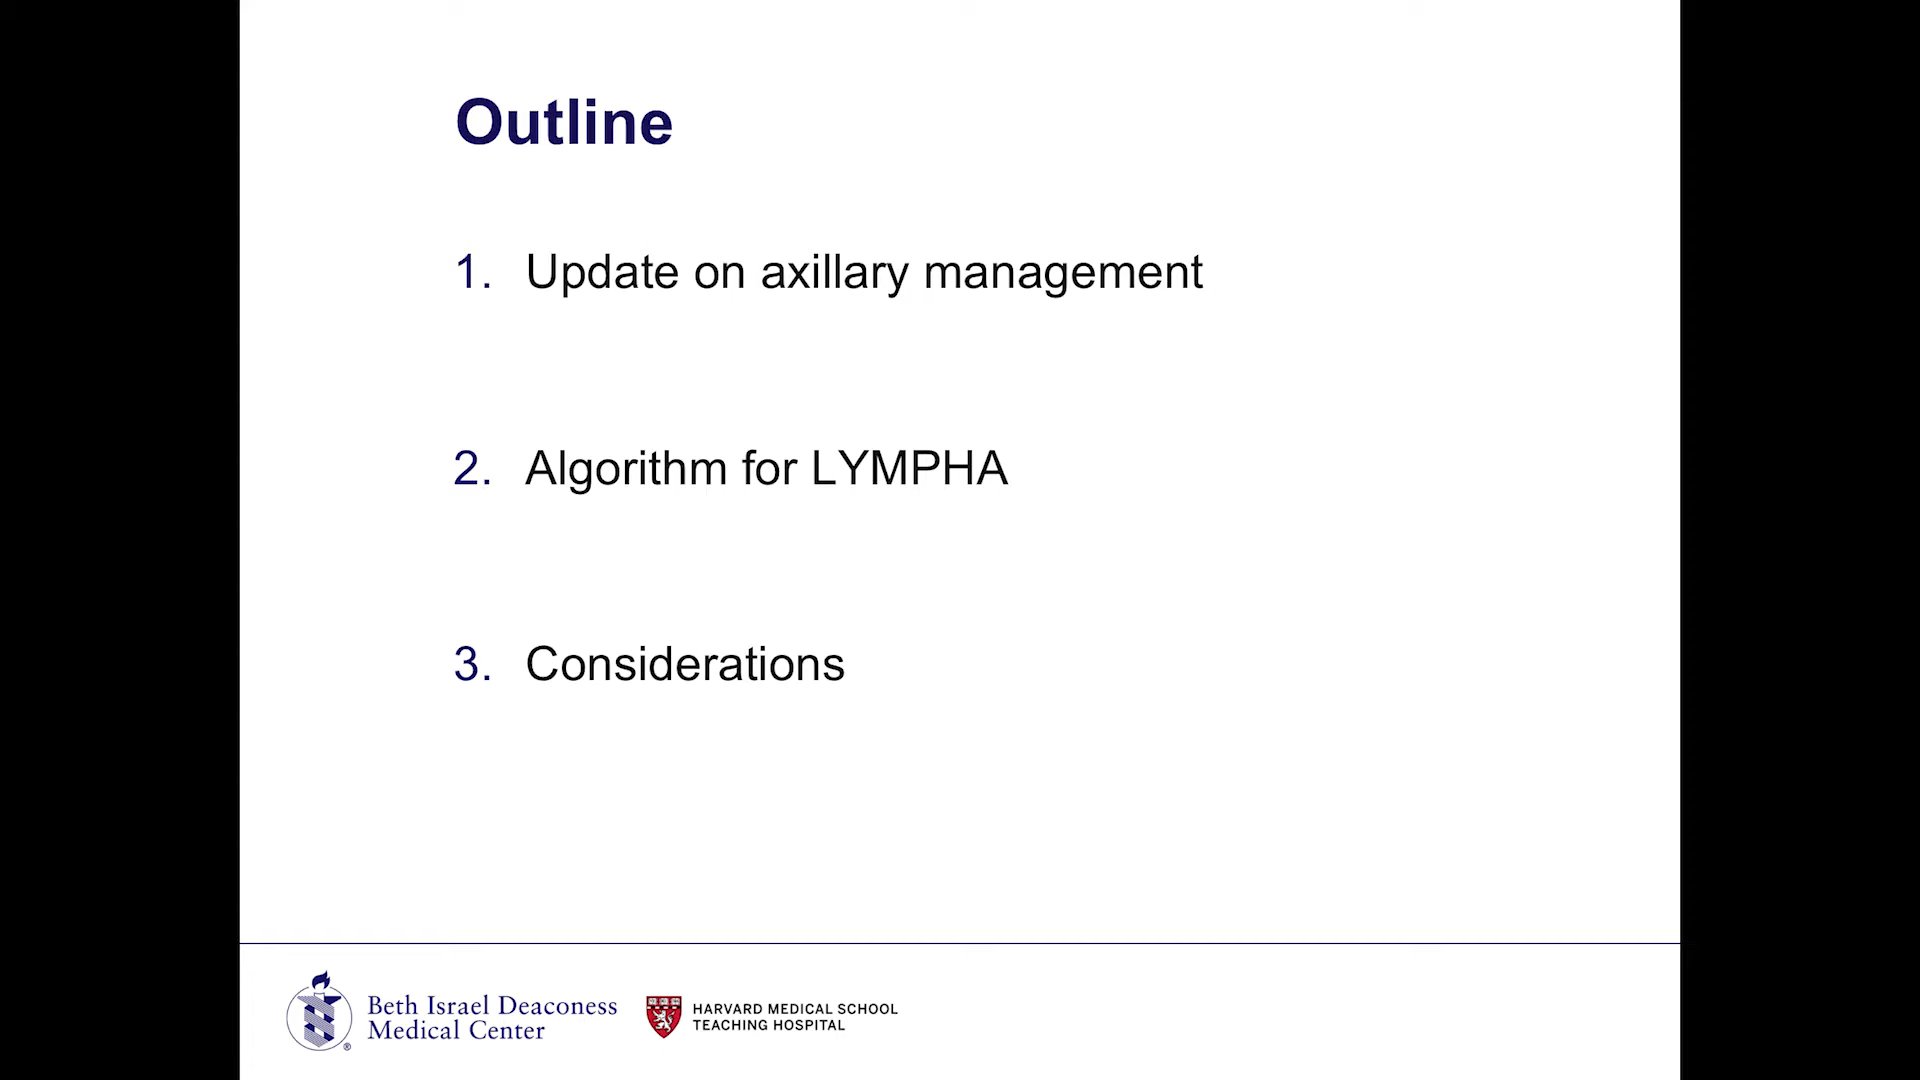 Outline
1. Update on axillary management
2. Algorithm for LYMPHA
3. Considerations
Beth Israel Deaconess
Medical Center
®
HARVARD MEDICAL SCHOOL
TEACHING HOSPITAL